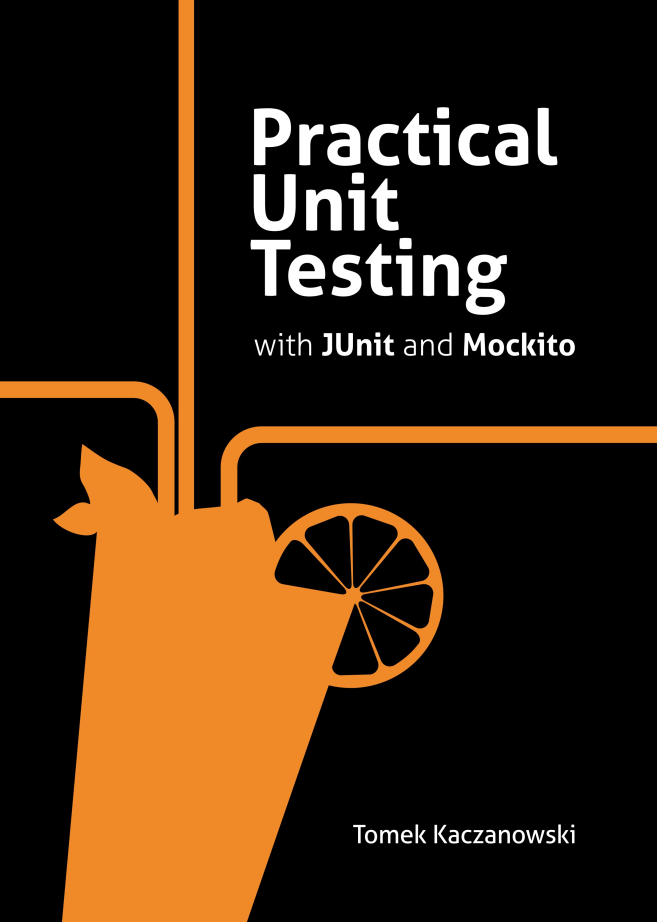 Practical
Unit
Testing
with JUnit and Mockito
Tomek Kaczanowski